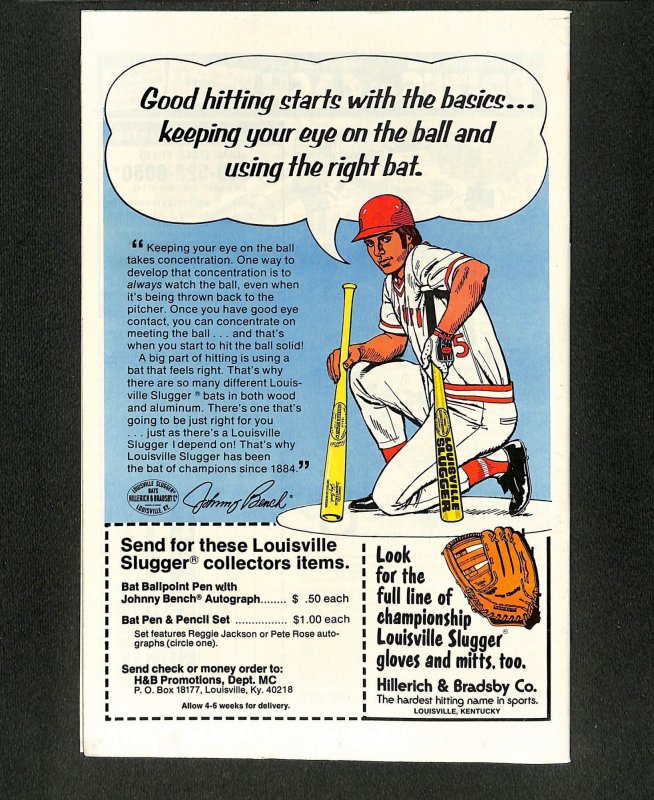 Good hitting starts with the basics...
keeping your eye on the ball and
using the right bat.
“ Keeping your eye on the ball
takes concentration. One way to
develop that concentration is to
always watch the ball, even when
it's being thrown back to the
pitcher. Once you have good eye
contact, you can concentrate on
meeting the ball . . . and that's
when you start to hit the ball solid!
A big part of hitting is using a
bat that feels right. That's why
there are so many different Louis-
ville Slugger® bats in both wood
and aluminum. There's one that's
going to be just right for you
. . . just as there's a Louisville
Slugger I depend on! That's why
Louisville Slugger has been
the bat of champions since 1884.”
LOUISVILLE SLUGGER
BATS
HILLERICH & BRADSBY Co
LOUISVILLE, KY.
Johnny Bench
5
LOUISVILLE
SLUGGER
Send for these Louisville
Slugger® collectors items.
Bat Ballpoint Pen with
Johnny Bench® Autograph........ $ .50 each
Bat Pen & Pencil Set ................ $1.00 each
Set features Reggie Jackson or Pete Rose auto-
graphs (circle one).
Send check or money order to:
H&B Promotions, Dept. MC
P. O. Box 18177, Louisville, Ky. 40218
Allow 4-6 weeks for delivery.
Look
for the
full line of
championship
Louisville Slugger®
gloves and mitts, too.
Hillerich & Bradsby Co.
The hardest hitting name in sports.
LOUISVILLE, KENTUCKY